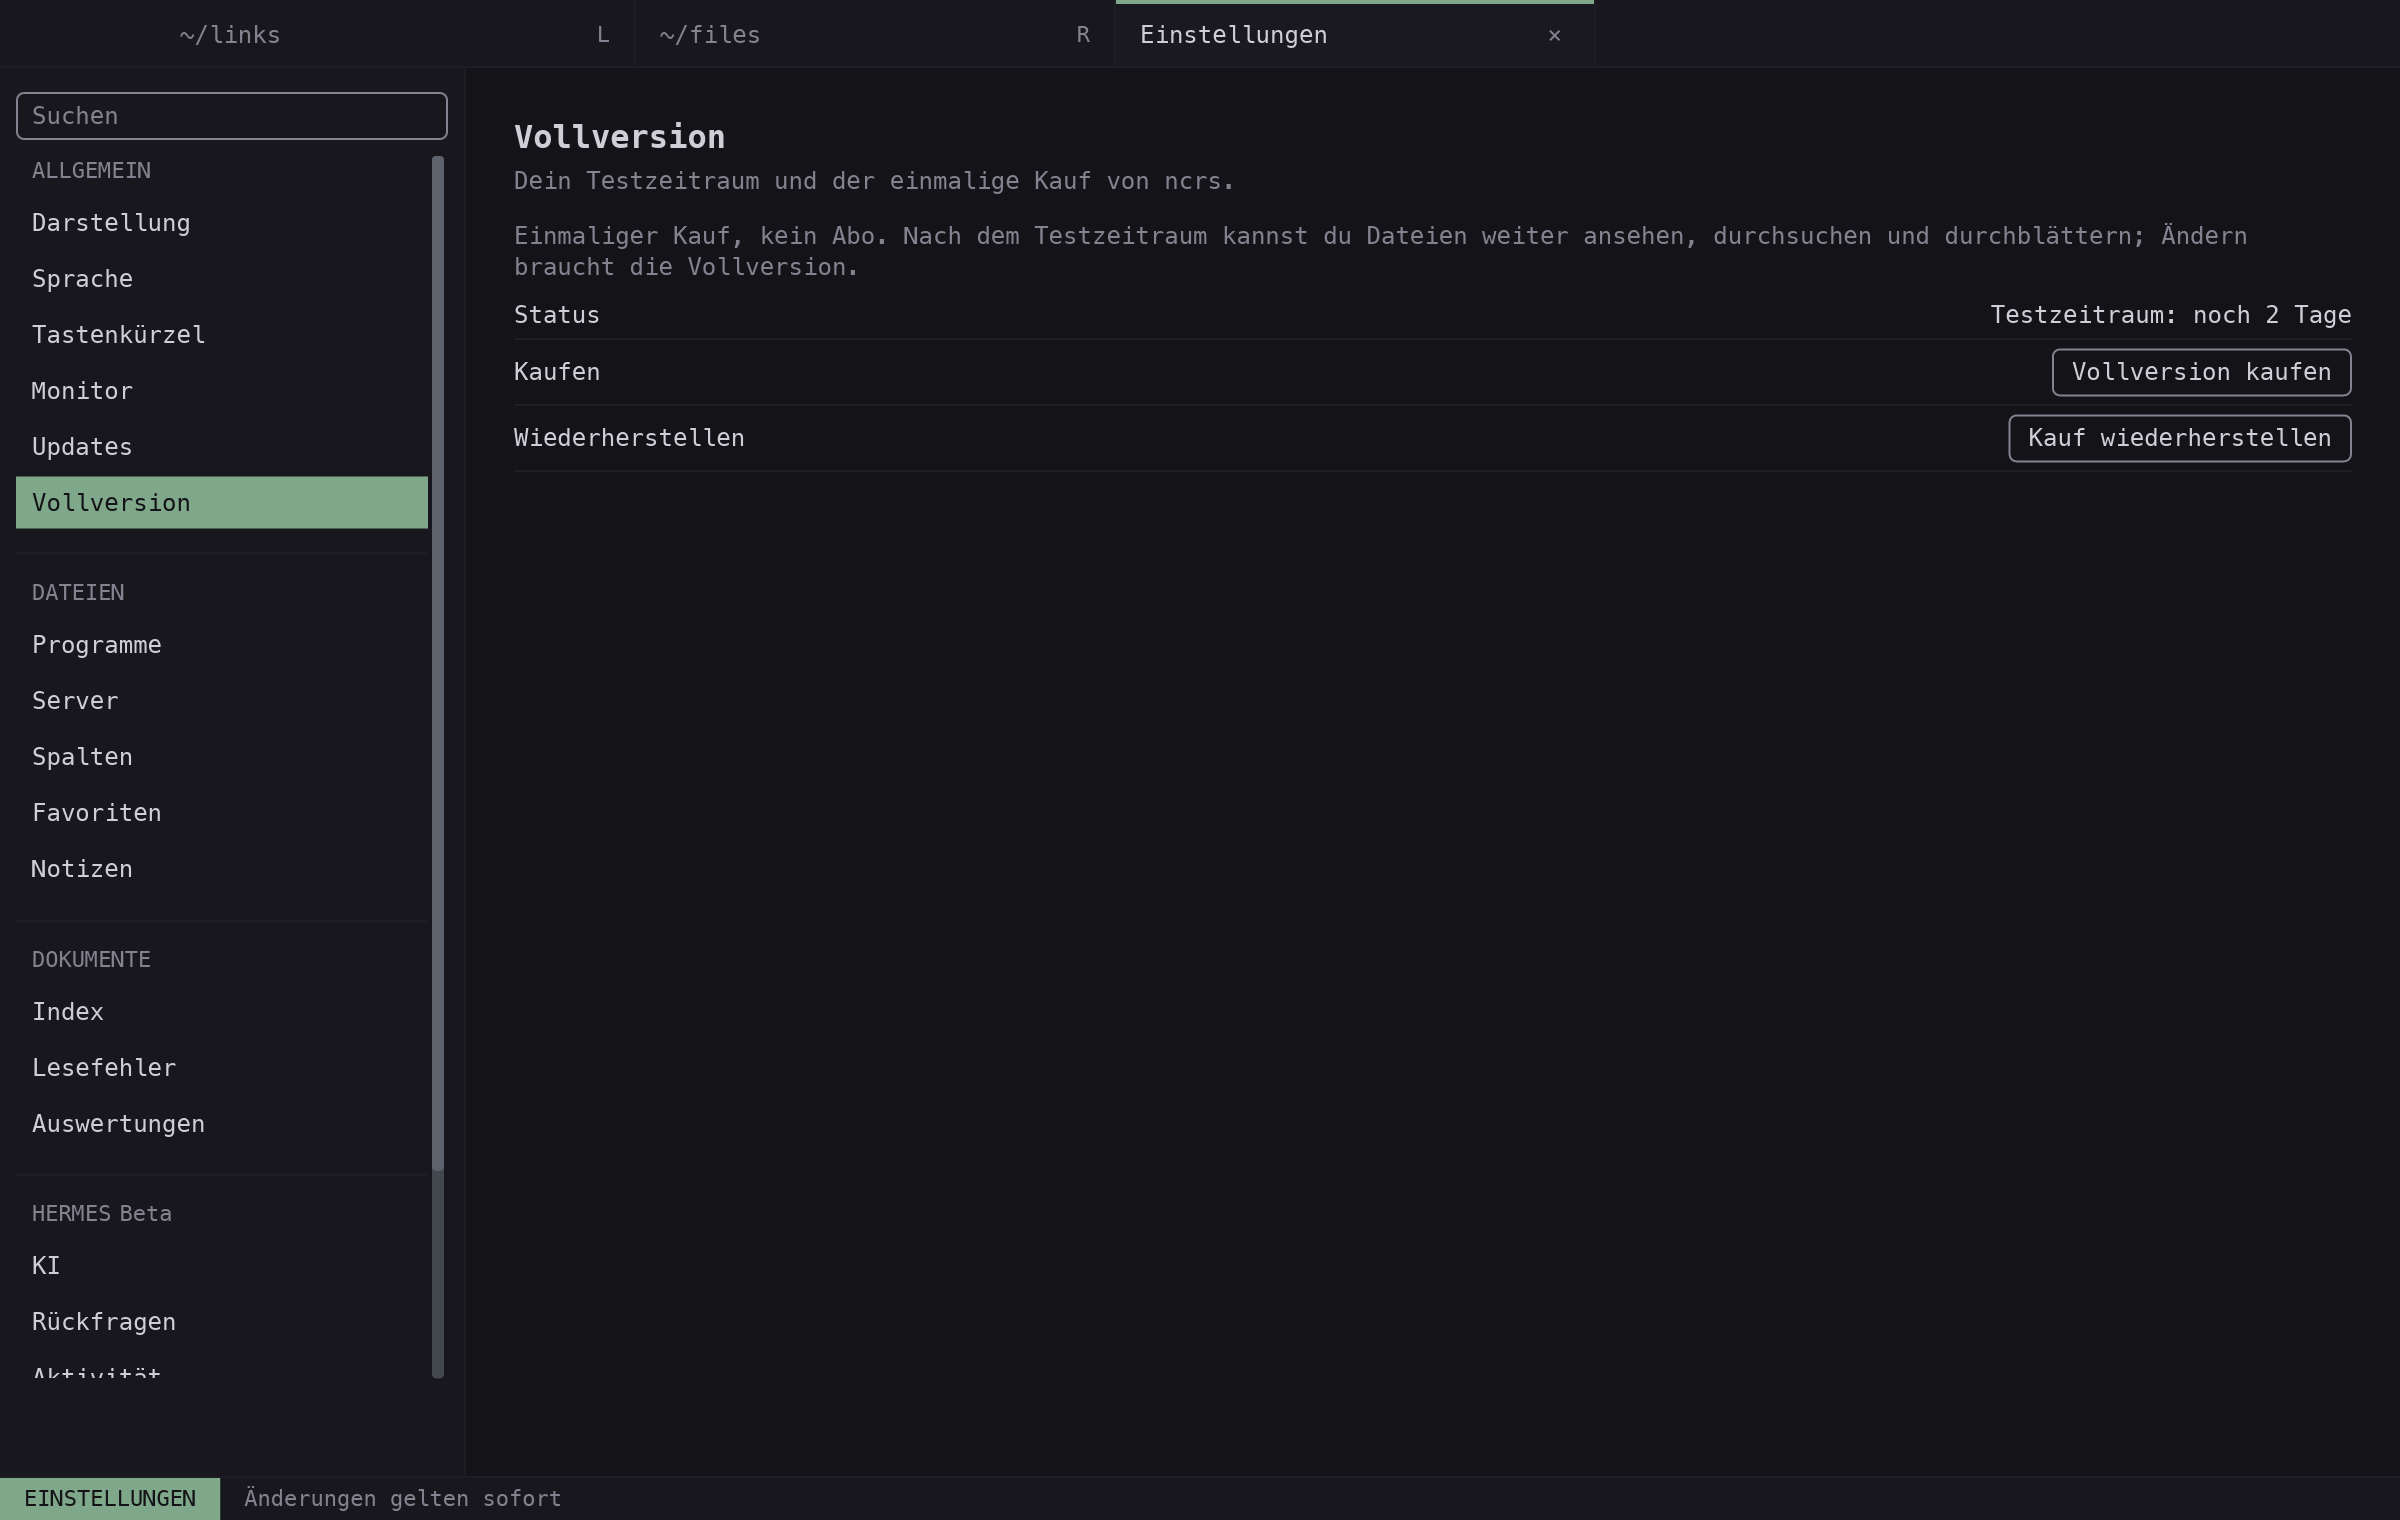 ~/links L ~/files R Einstellungen ×
Suchen
ALLGEMEIN
Darstellung
Sprache
Tastenkürzel
Monitor
Updates
Vollversion
DATEIEN
Programme
Server
Spalten
Favoriten
Notizen
DOKUMENTE
Index
Lesefehler
Auswertungen
HERMES Beta
KI
Rückfragen
Aktivität
Vollversion
Dein Testzeitraum und der einmalige Kauf von ncrs.
Einmaliger Kauf, kein Abo. Nach dem Testzeitraum kannst du Dateien weiter ansehen, durchsuchen und durchblättern; Ändern
braucht die Vollversion.
Status Testzeitraum: noch 2 Tage
Kaufen Vollversion kaufen
Wiederherstellen Kauf wiederherstellen
EINSTELLUNGEN Änderungen gelten sofort